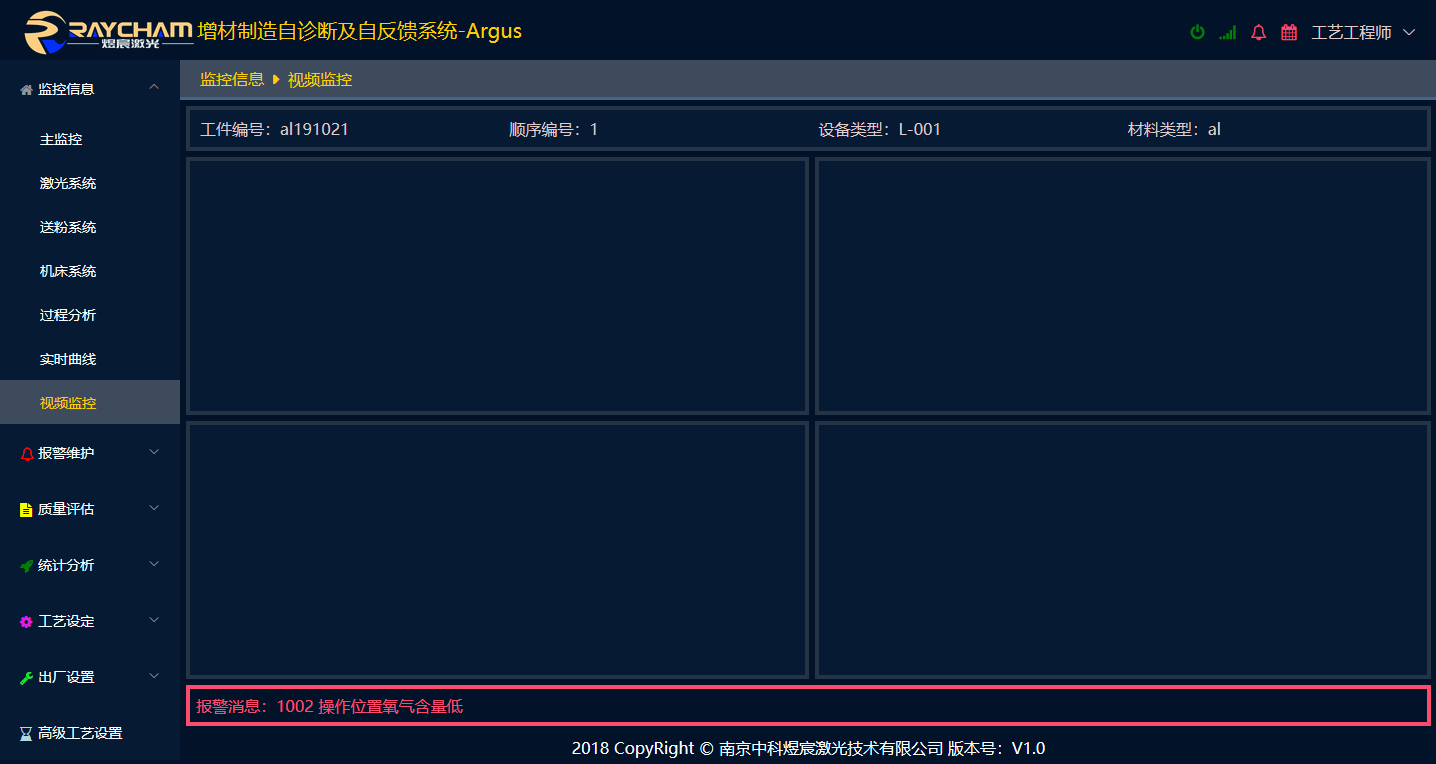 RAYCHAM
煜宸激光
增材制造自诊断及自反馈系统-Argus
工艺工程师
监控信息
主监控
激光系统
送粉系统
机床系统
过程分析
实时曲线
视频监控
报警维护
质量评估
统计分析
工艺设定
出厂设置
高级工艺设置
监控信息 视频监控
工件编号：al191021 顺序编号：1 设备类型：L-001 材料类型：al
报警消息：1002 操作位置氧气含量低
2018 CopyRight © 南京中科煜宸激光技术有限公司 版本号：V1.0